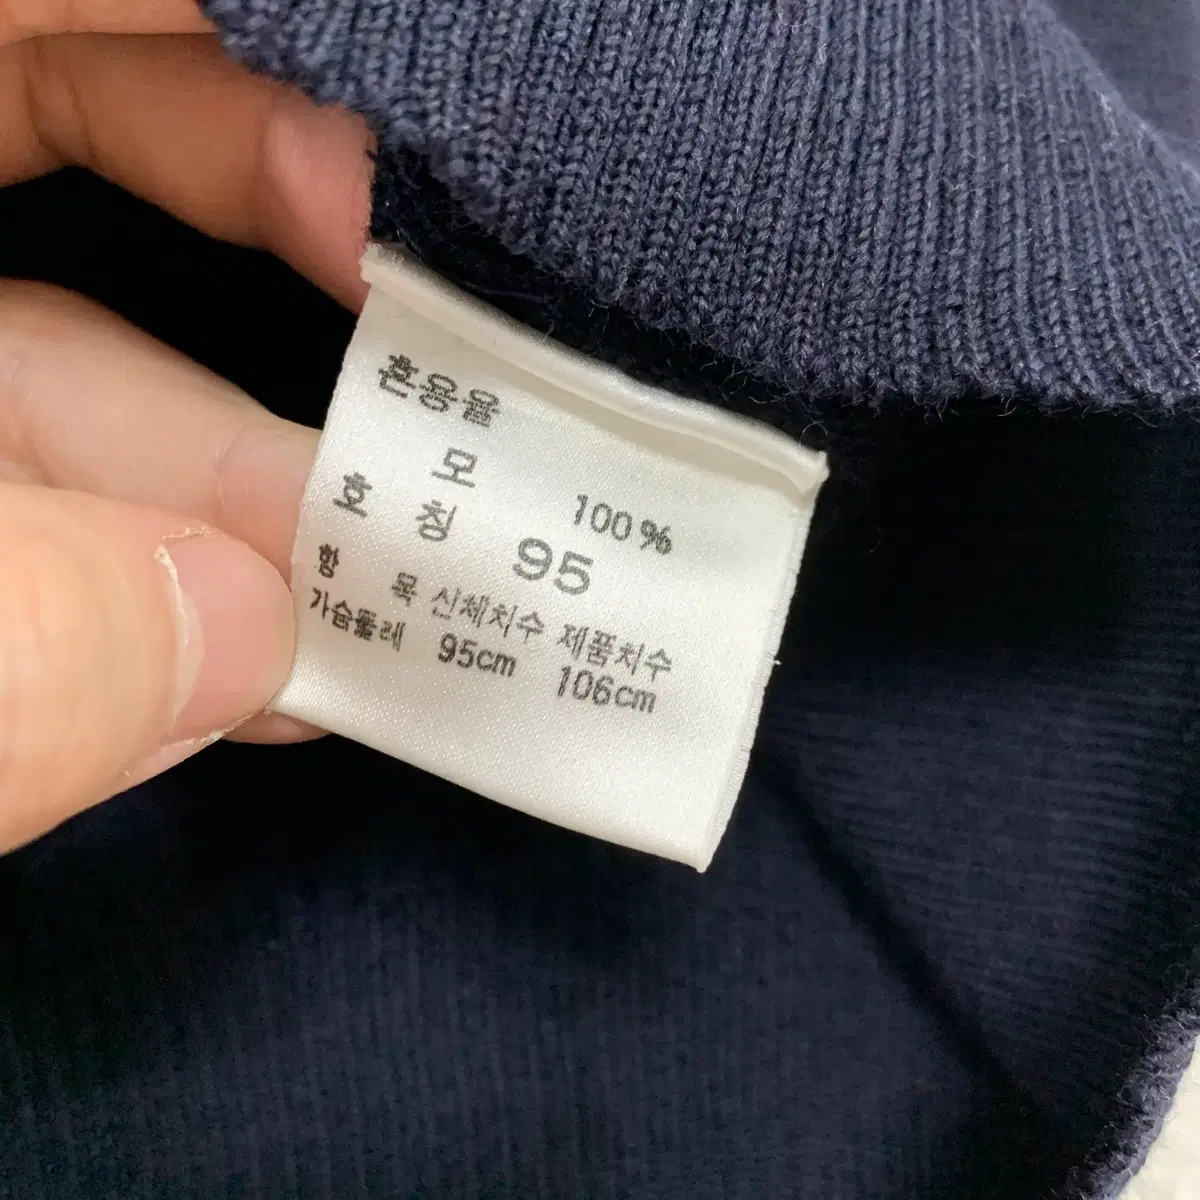 혼용율
모 100%
호 칭 95
항 목 신체치수 제품치수
가슴둘레 95cm 106cm